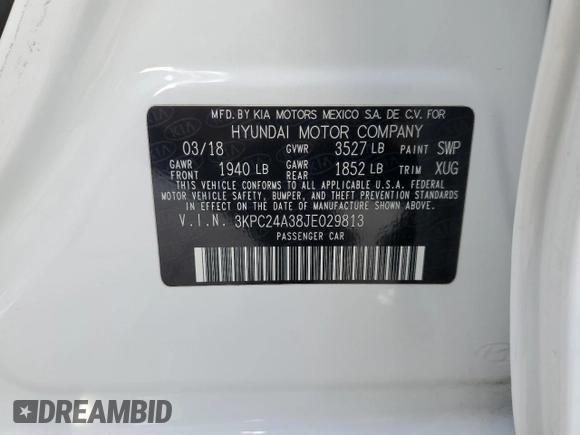 MFD. BY KIA MOTORS MEXICO S.A. DE C.V. FOR
HYUNDAI MOTOR COMPANY
03/18 GVWR 3527 LB PAINT SWP
GAWR FRONT 1940 LB GAWR REAR 1852 LB TRIM XUG
THIS VEHICLE CONFORMS TO ALL APPLICABLE U.S.A. FEDERAL
MOTOR VEHICLE SAFETY, BUMPER, AND THEFT PREVENTION STANDARDS
IN EFFECT ON THE DATE OF MANUFACTURE SHOWN ABOVE.
V.I.N. 3KPC24A38JE029813
PASSENGER CAR
DREAMBID